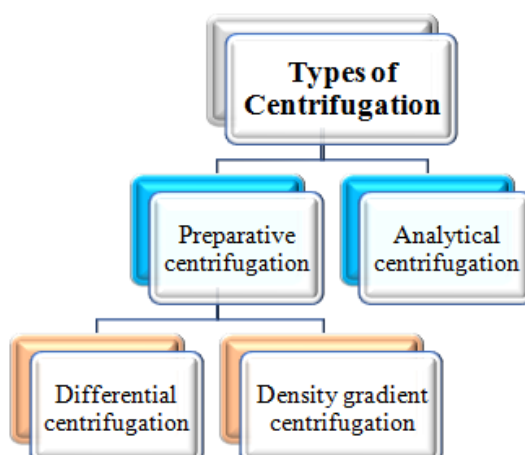 Types of
Centrifugation
Preparative
centrifugation
Analytical
centrifugation
Differential
centrifugation
Density gradient
centrifugation